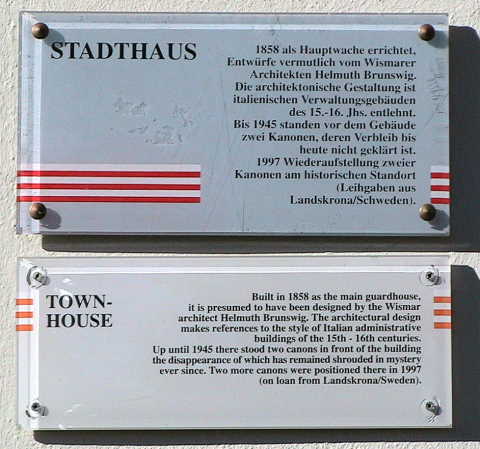 STADTHAUS
1858 als Hauptwache errichtet,
Entwürfe vermutlich vom Wismarer
Architekten Helmuth Brunswig.
Die architektonische Gestaltung ist
italienischen Verwaltungsgebäuden
des 15.-16. Jhs. entlehnt.
Bis 1945 standen vor dem Gebäude
zwei Kanonen, deren Verbleib bis
heute nicht geklärt ist.
1997 Wiederaufstellung zweier
Kanonen am historischen Standort
(Leihgaben aus
Landskrona/Schweden).
TOWN-
HOUSE
Built in 1858 as the main guardhouse,
it is presumed to have been designed by the Wismar
architect Helmuth Brunswig. The architectural design
makes references to the style of Italian administrative
buildings of the 15th - 16th centuries.
Up until 1945 there stood two canons in front of the building
the disappearance of which has remained shrouded in mystery
ever since. Two more canons were positioned there in 1997
(on loan from Landskrona/Sweden).